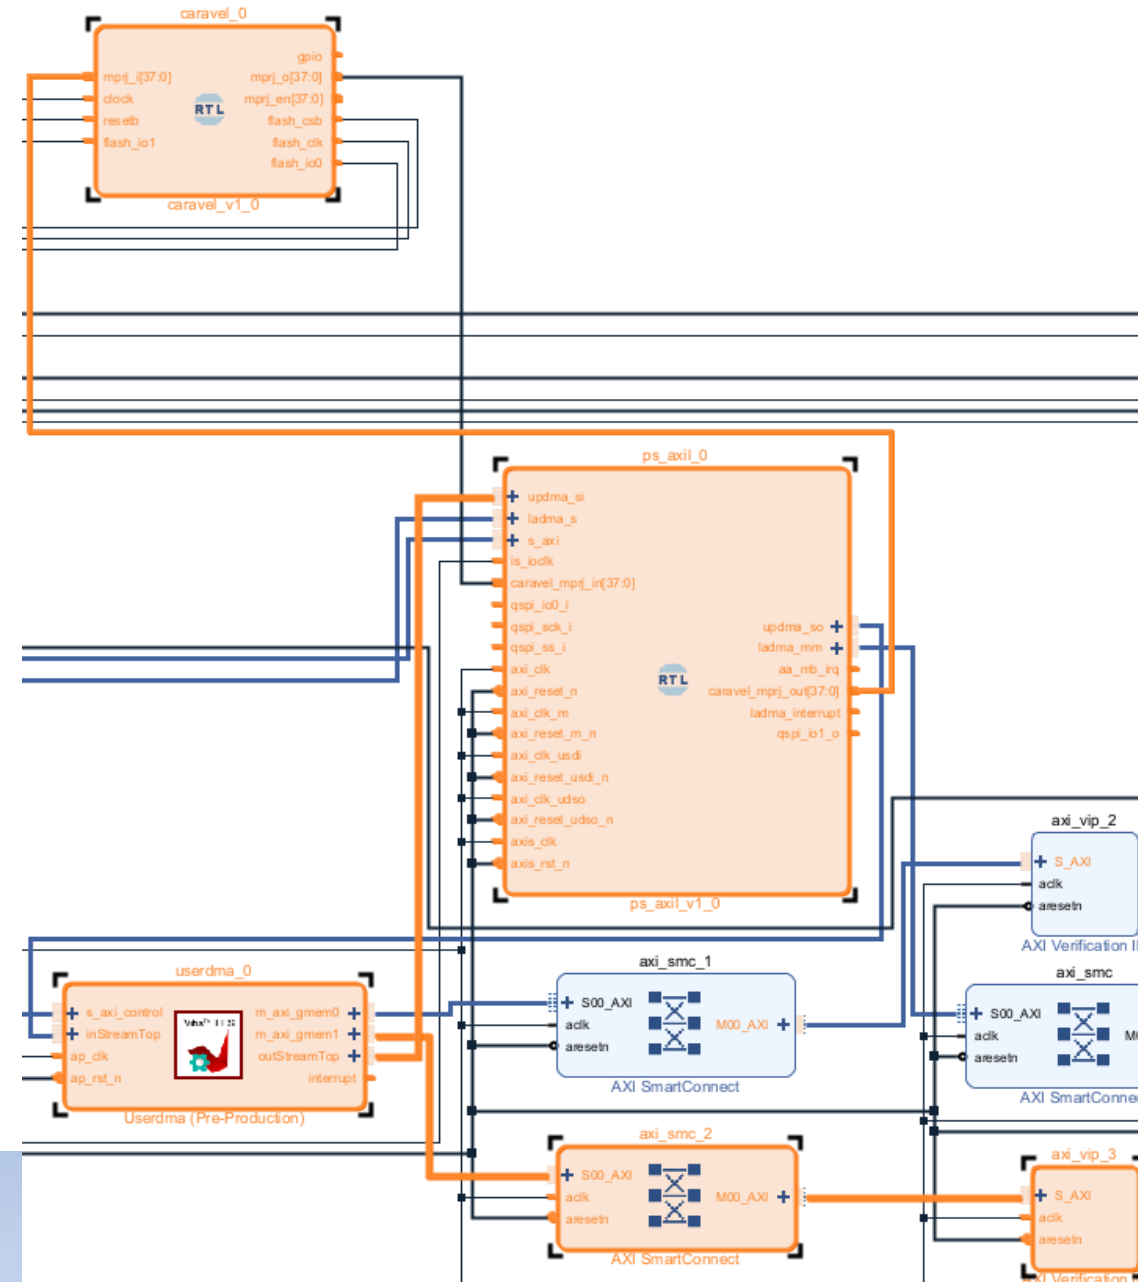 caravel_0
gpio
mprj_i[37:0]
mprj_o[37:0]
clock
mprj_en[37:0]
RTL
resetb
flash_csb
flash_io1
flash_clk
flash_io0
caravel_v1_0
ps_axil_0
updma_si
ladma_s
s_axi
is_ioclk
caravel_mprj_in[37:0]
qspi_io0_i
qspi_sck_i
updma_so
qspi_ss_i
ladma_mm
axi_clk
aa_mb_irq
RTL
axi_reset_n
caravel_mprj_out[37:0]
axi_clk_m
ladma_interrupt
axi_reset_m_n
qspi_io1_o
axi_clk_usdi
axi_reset_usdi_n
axi_clk_udso
axi_reset_udso_n
axis_clk
axis_rst_n
ps_axil_v1_0
axi_vip_2
S_AXI
aclk
aresetn
AXI Verification
userdma_0
s_axi_control
m_axi_gmem0
inStreamTop
m_axi_gmem1
ap_clk
outStreamTop
ap_rst_n
interrupt
Userdma (Pre-Production)
axi_smc_1
S00_AXI
aclk
M00_AXI
aresetn
AXI SmartConnect
axi_smc
S00_AXI
aclk
aresetn
axi_smc_2
S00_AXI
aclk
M00_AXI
aresetn
AXI SmartConnect
axi_vip_3
S_AXI
aclk
aresetn